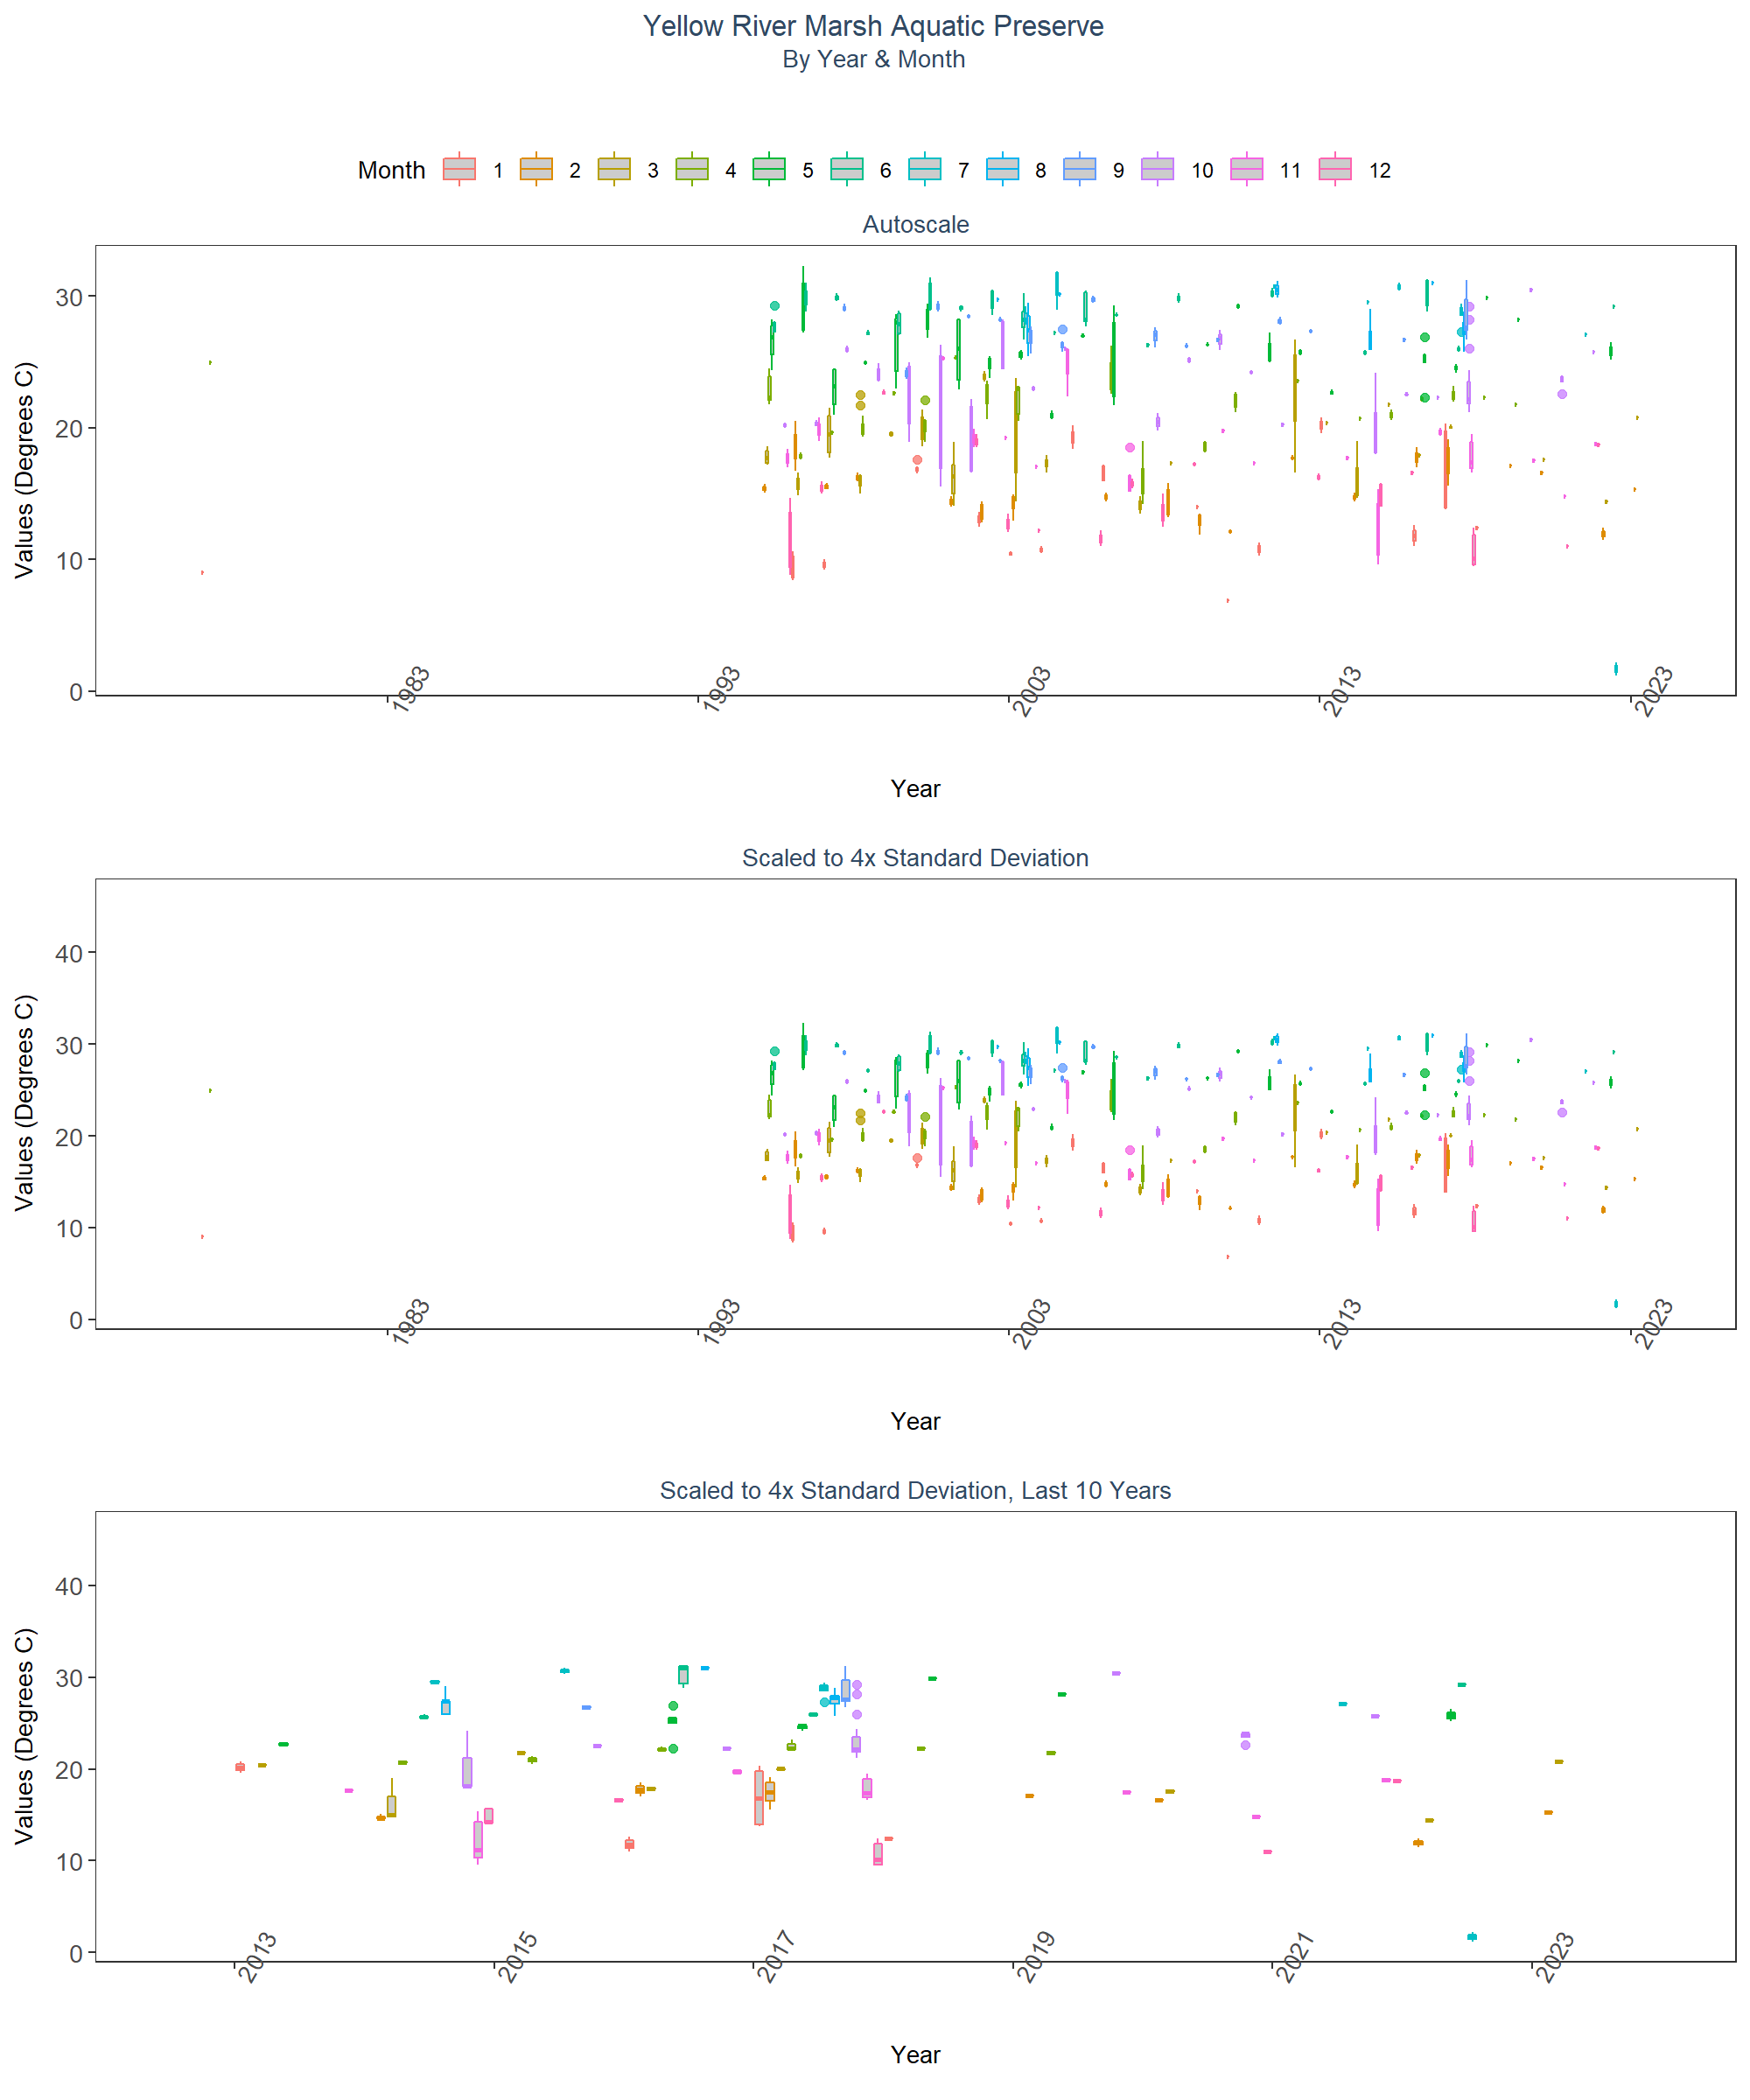 Yellow River Marsh Aquatic Preserve
By Year & Month
Month 1 2 3 4 5 6 7 8 9 10 11 12
Autoscale
Values (Degrees C)
30
20
10
0
1983 1993 2003 2013 2023
Year
Scaled to 4x Standard Deviation
Values (Degrees C)
40
30
20
10
0
1983 1993 2003 2013 2023
Year
Scaled to 4x Standard Deviation, Last 10 Years
Values (Degrees C)
40
30
20
10
0
2013 2015 2017 2019 2021 2023
Year